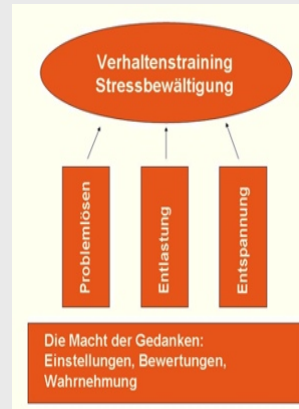 Verhaltenstraining
Stressbewältigung
Problemlösen
Entlastung
Entspannung
Die Macht der Gedanken:
Einstellungen, Bewertungen,
Wahrnehmung